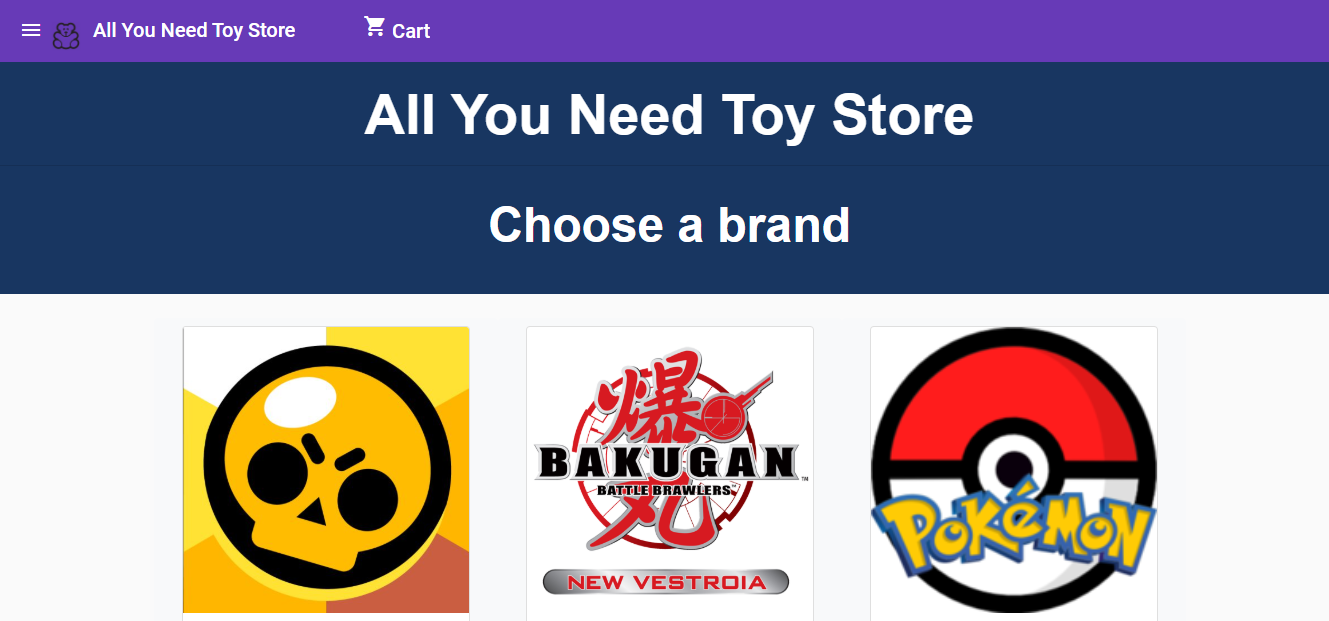 All You Need Toy Store
Cart
All You Need Toy Store
Choose a brand
爆
BAKUGAN™
BATTLE BRAWLERS™
丸
NEW VESTROIA
POKéMON